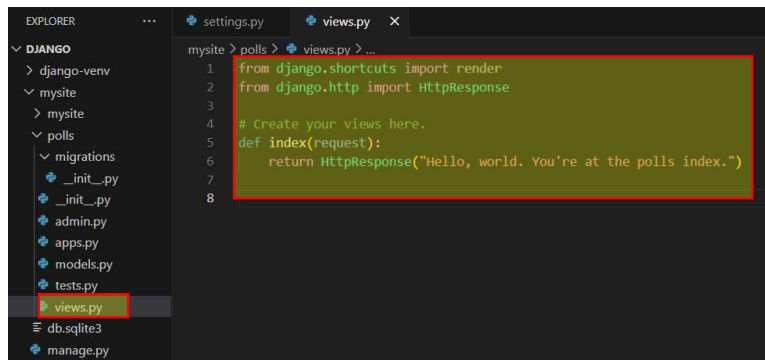 EXPLORER ...
settings.py
views.py X
DJANGO
mysite > polls > views.py > ...
django-venv
mysite
mysite
polls
migrations
__init__.py
__init__.py
admin.py
apps.py
models.py
tests.py
views.py
db.sqlite3
manage.py
1 from django.shortcuts import render
2 from django.http import HttpResponse
3
4 # Create your views here.
5 def index(request):
6     return HttpResponse("Hello, world. You're at the polls index.")
7
8